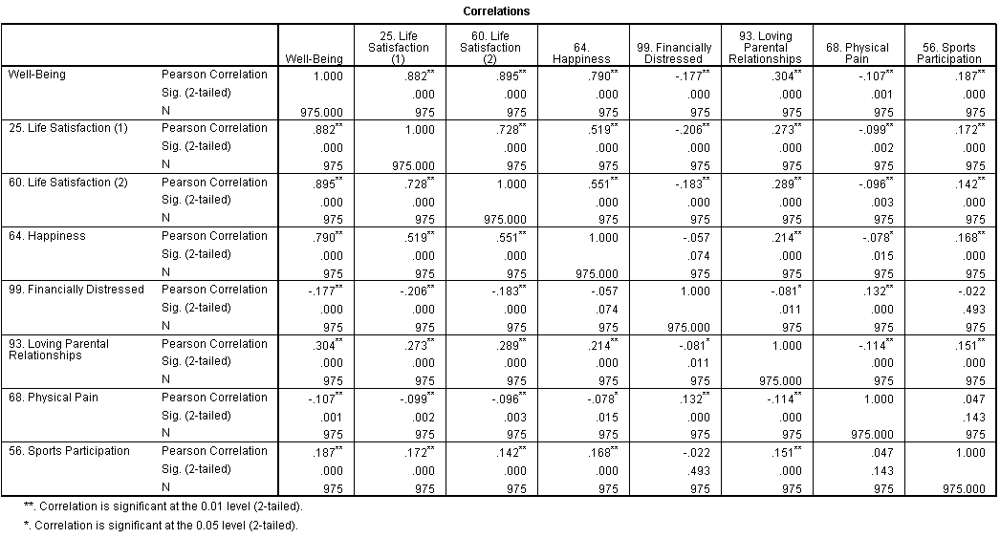 Correlations
Well-Being
25. Life Satisfaction (1)
60. Life Satisfaction (2)
64. Happiness
99. Financially Distressed
93. Loving Parental Relationships
68. Physical Pain
56. Sports Participation
Well-Being Pearson Correlation 1.000 .882** .895** .790** -.177** .304** -.107** .187**
Sig. (2-tailed) .000 .000 .000 .000 .000 .001 .000
N 975.000 975 975 975 975 975 975 975
25. Life Satisfaction (1) Pearson Correlation .882** 1.000 .728** .519** -.206** .273** -.099** .172**
Sig. (2-tailed) .000 .000 .000 .000 .000 .002 .000
N 975 975.000 975 975 975 975 975 975
60. Life Satisfaction (2) Pearson Correlation .895** .728** 1.000 .551** -.183** .289** -.096** .142**
Sig. (2-tailed) .000 .000 .000 .000 .000 .003 .000
N 975 975 975.000 975 975 975 975 975
64. Happiness Pearson Correlation .790** .519** .551** 1.000 -.057 .214** -.078* .168**
Sig. (2-tailed) .000 .000 .000 .074 .000 .015 .000
N 975 975 975 975.000 975 975 975 975
99. Financially Distressed Pearson Correlation -.177** -.206** -.183** -.057 1.000 -.081* .132** -.022
Sig. (2-tailed) .000 .000 .000 .074 .011 .000 .493
N 975 975 975 975 975.000 975 975 975
93. Loving Parental Pearson Correlation .304** .273** .289** .214** -.081* 1.000 -.114** .151**
Relationships Sig. (2-tailed) .000 .000 .000 .000 .011 .000 .000
N 975 975 975 975 975 975.000 975 975
68. Physical Pain Pearson Correlation -.107** -.099** -.096** -.078* .132** -.114** 1.000 .047
Sig. (2-tailed) .001 .002 .003 .015 .000 .000 .143
N 975 975 975 975 975 975 975.000 975
56. Sports Participation Pearson Correlation .187** .172** .142** .168** -.022 .151** .047 1.000
Sig. (2-tailed) .000 .000 .000 .000 .493 .000 .143
N 975 975 975 975 975 975 975 975.000
**. Correlation is significant at the 0.01 level (2-tailed).
*. Correlation is significant at the 0.05 level (2-tailed).